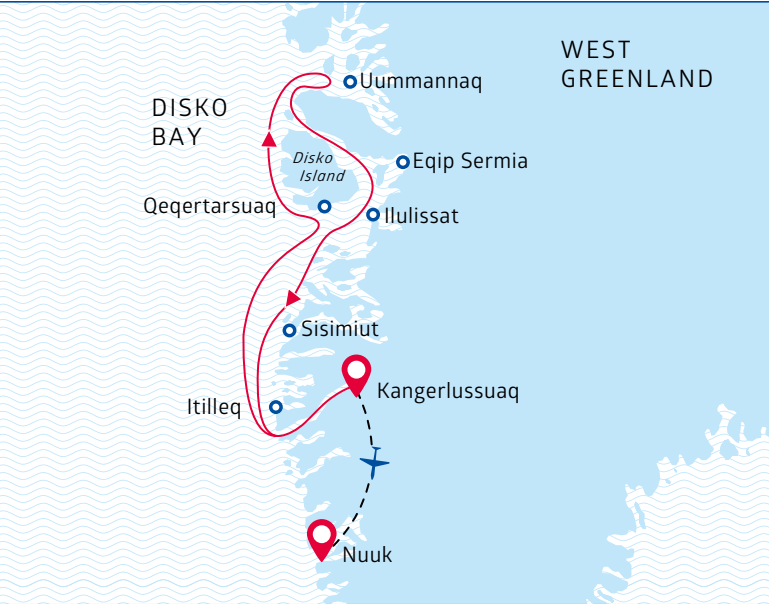 WEST
GREENLAND
Uummannaq
DISKO
BAY
Disko
Island
Eqip Sermia
Qeqertarsuaq
Ilulissat
Sisimiut
Kangerlussuaq
Itilleq
Nuuk